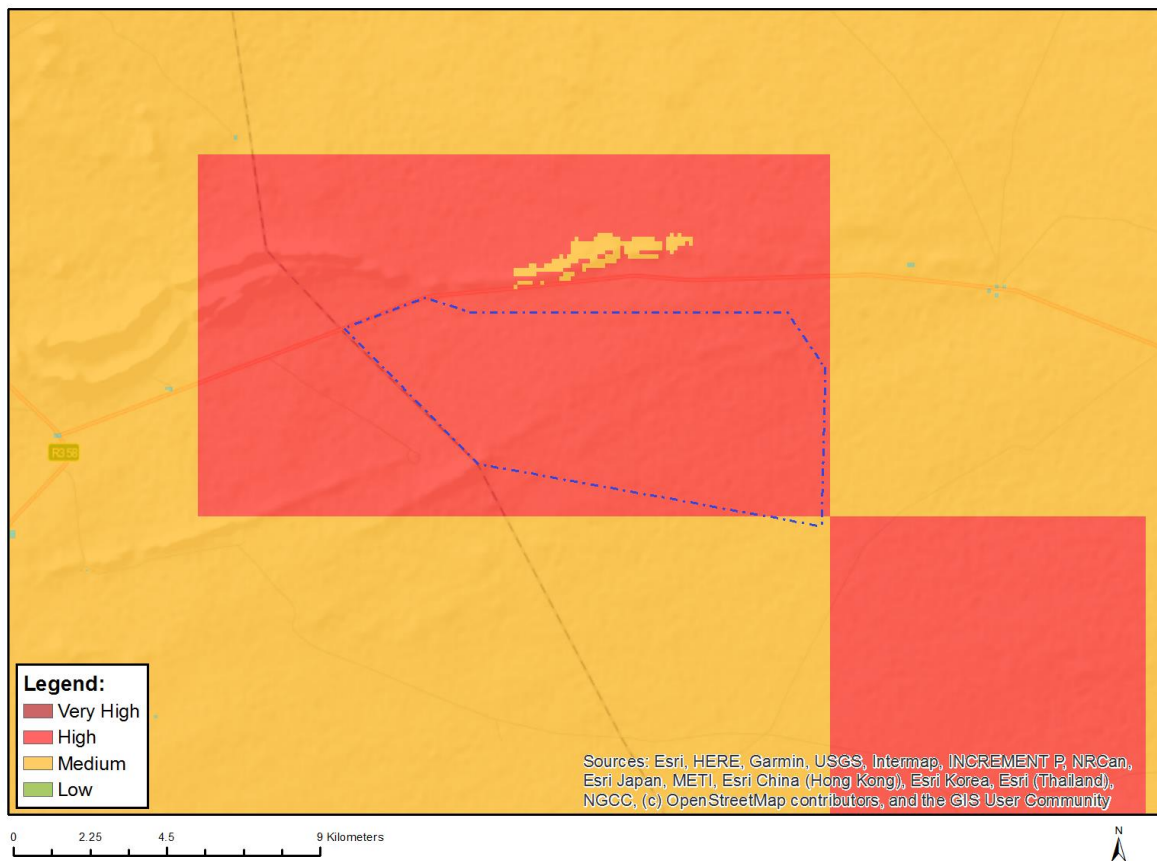 R358
Legend:
Very High
High
Medium
Low
Sources: Esri, HERE, Garmin, USGS, Intermap, INCREMENT P, NRCan,
Esri Japan, METI, Esri China (Hong Kong), Esri Korea, Esri (Thailand),
NGCC, (c) OpenStreetMap contributors, and the GIS User Community
0 2.25 4.5 9 Kilometers
N